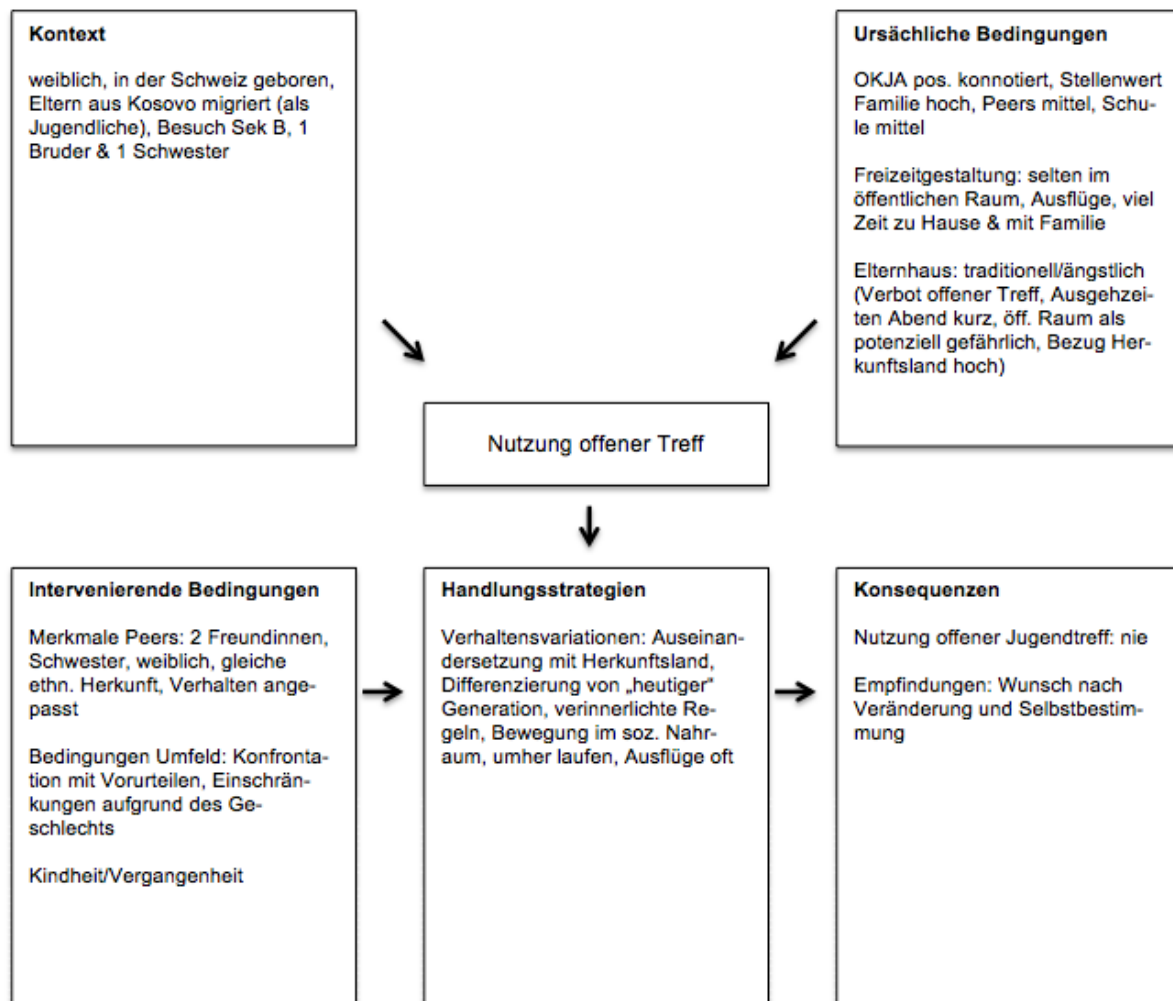 Kontext
weiblich, in der Schweiz geboren,
Eltern aus Kosovo migriert (als
Jugendliche), Besuch Sek B, 1
Bruder & 1 Schwester
Ursächliche Bedingungen
OKJA pos. konnotiert, Stellenwert
Familie hoch, Peers mittel, Schu-
le mittel
Freizeitgestaltung: selten im
öffentlichen Raum, Ausflüge, viel
Zeit zu Hause & mit Familie
Elternhaus: traditionell/ängstlich
(Verbot offener Treff, Ausgehzei-
ten Abend kurz, öff. Raum als
potenziell gefährlich, Bezug Her-
kunftsland hoch)
Nutzung offener Treff
Intervenierende Bedingungen
Merkmale Peers: 2 Freundinnen,
Schwester, weiblich, gleiche
ethn. Herkunft, Verhalten ange-
passt
Bedingungen Umfeld: Konfronta-
tion mit Vorurteilen, Einschrän-
kungen aufgrund des Ge-
schlechts
Kindheit/Vergangenheit
Handlungsstrategien
Verhaltensvariationen: Auseinan-
dersetzung mit Herkunftsland,
Differenzierung von „heutiger“
Generation, verinnerlichte Re-
geln, Bewegung im soz. Nahr-
raum, umher laufen, Ausflüge oft
Konsequenzen
Nutzung offener Jugendtreff: nie
Empfindungen: Wunsch nach
Veränderung und Selbstbestim-
mung